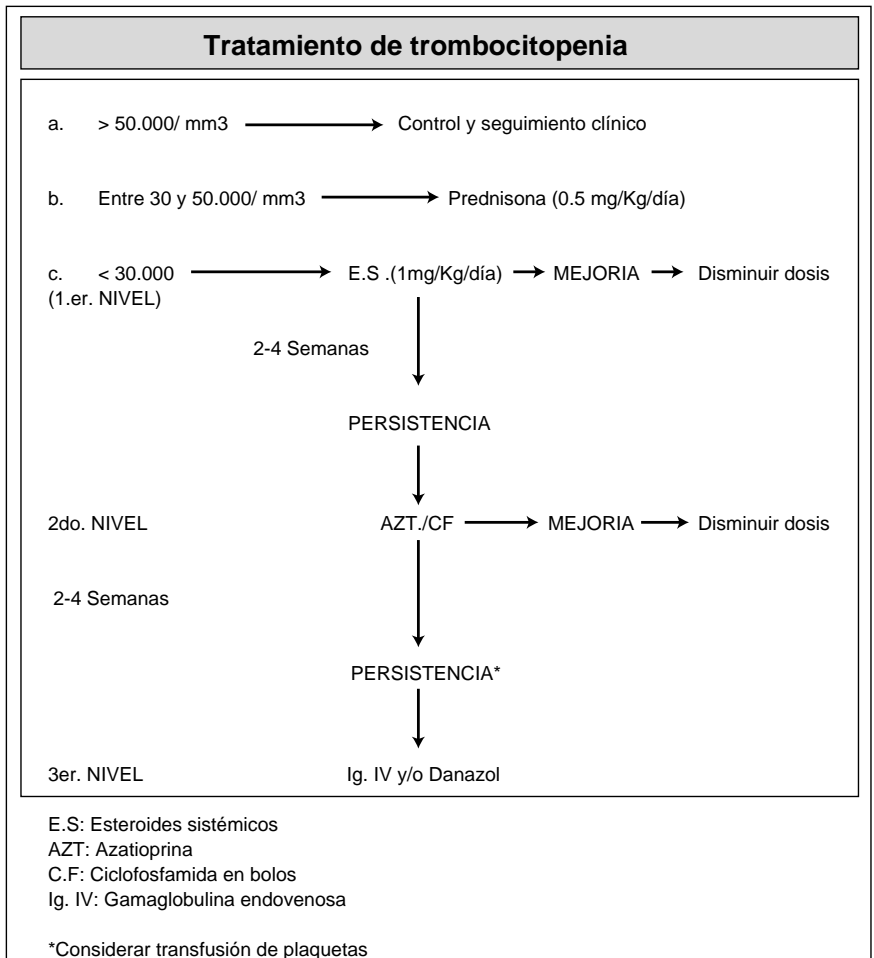 Tratamiento de trombocitopenia
a. > 50.000/ mm3 Control y seguimiento clínico
b. Entre 30 y 50.000/ mm3 Prednisona (0.5 mg/Kg/día)
c. < 30.000 E.S .(1mg/Kg/día) MEJORIA Disminuir dosis
(1.er. NIVEL)
2-4 Semanas
PERSISTENCIA
2do. NIVEL AZT./CF MEJORIA Disminuir dosis
2-4 Semanas
PERSISTENCIA*
3er. NIVEL Ig. IV y/o Danazol
E.S: Esteroides sistémicos
AZT: Azatioprina
C.F: Ciclofosfamida en bolos
Ig. IV: Gamaglobulina endovenosa
*Considerar transfusión de plaquetas